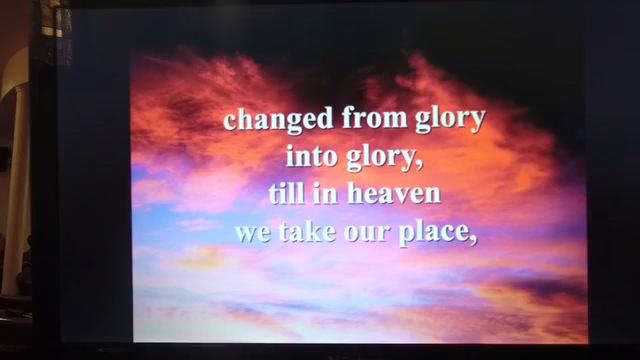 changed from glory
into glory,
till in heaven
we take our place,